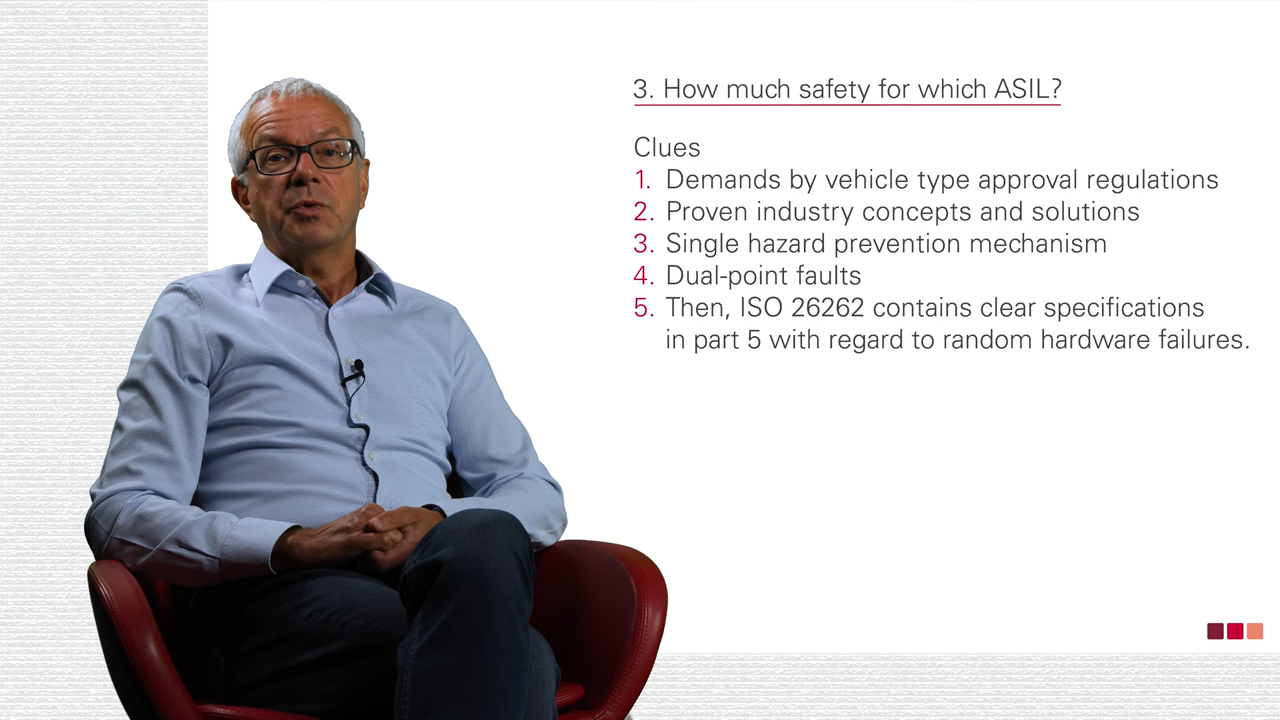 3. How much safety for which ASIL?
Clues
1. Demands by vehicle type approval regulations
2. Proven industry concepts and solutions
3. Single hazard prevention mechanism
4. Dual-point faults
5. Then, ISO 26262 contains clear specifications
in part 5 with regard to random hardware failures.